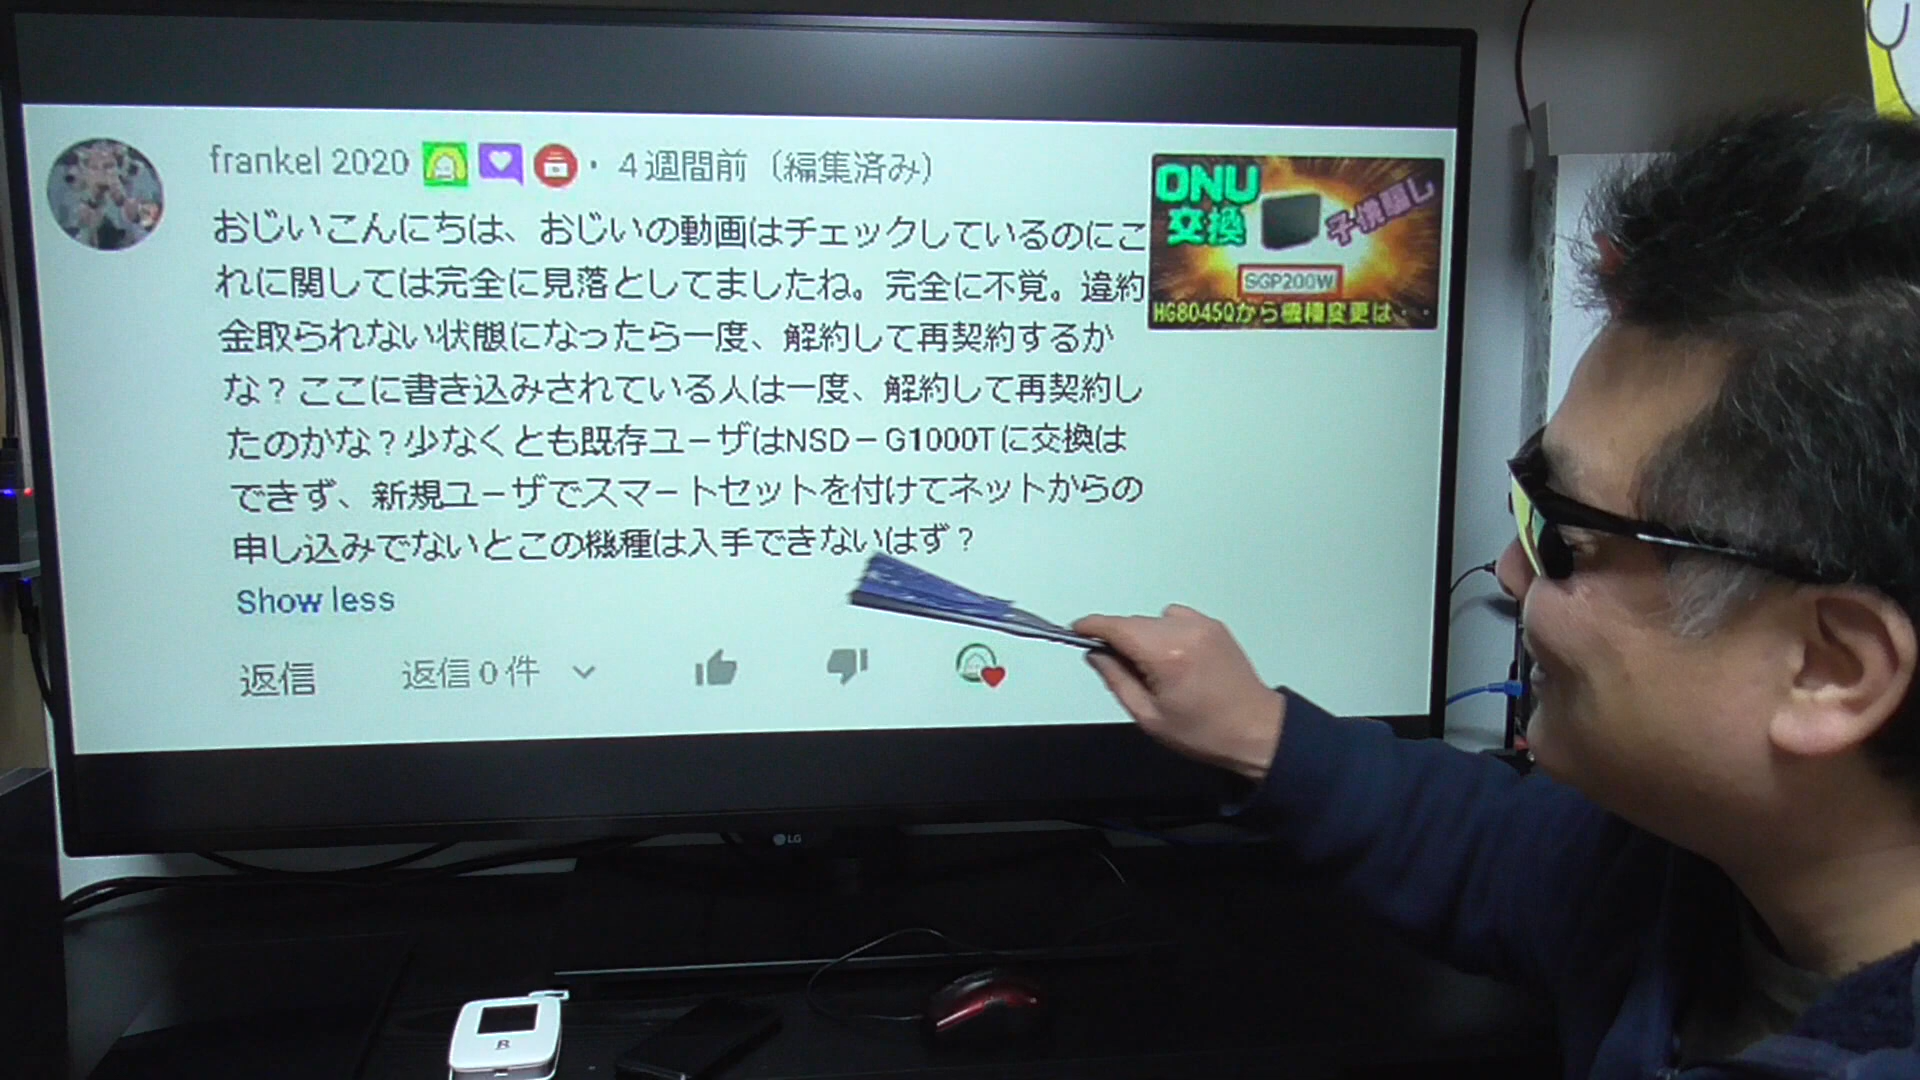 frankel 2020 ・ 4週間前（編集済み）
おじいこんにちは、おじいの動画はチェックしているのにこ
れに関しては完全に見落としてましたね。完全に不覚。違約
金取られない状態になったら一度、解約して再契約するか
な？ここに書き込みされている人は一度、解約して再契約し
たのかな？少なくとも既存ユーザはNSD－G1000Tに交換は
できず、新規ユーザでスマートセットを付けてネットからの
申し込みでないとこの機種は入手できないはず？
Show less
返信 返信 0 件
ONU
交換
子供騙し
SGP200W
HG8045Qから機種変更は・・
LG
R